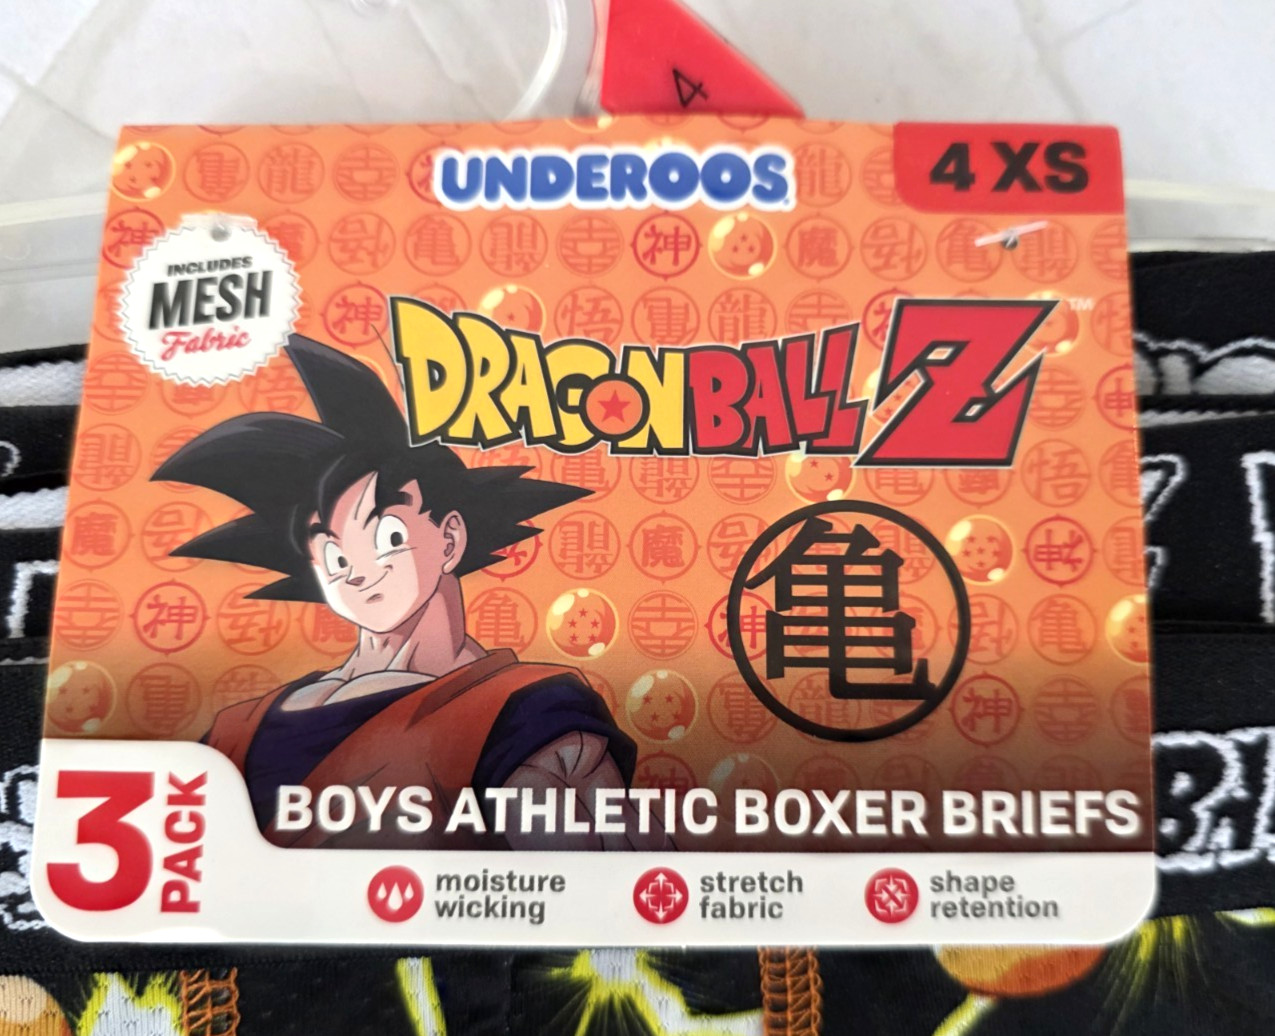 4
UNDEROOS
4 XS
INCLUDES
MESH
Fabric
DRAGON BALL Z™
亀
3
PACK
BOYS ATHLETIC BOXER BRIEFS
moisture
wicking
stretch
fabric
shape
retention